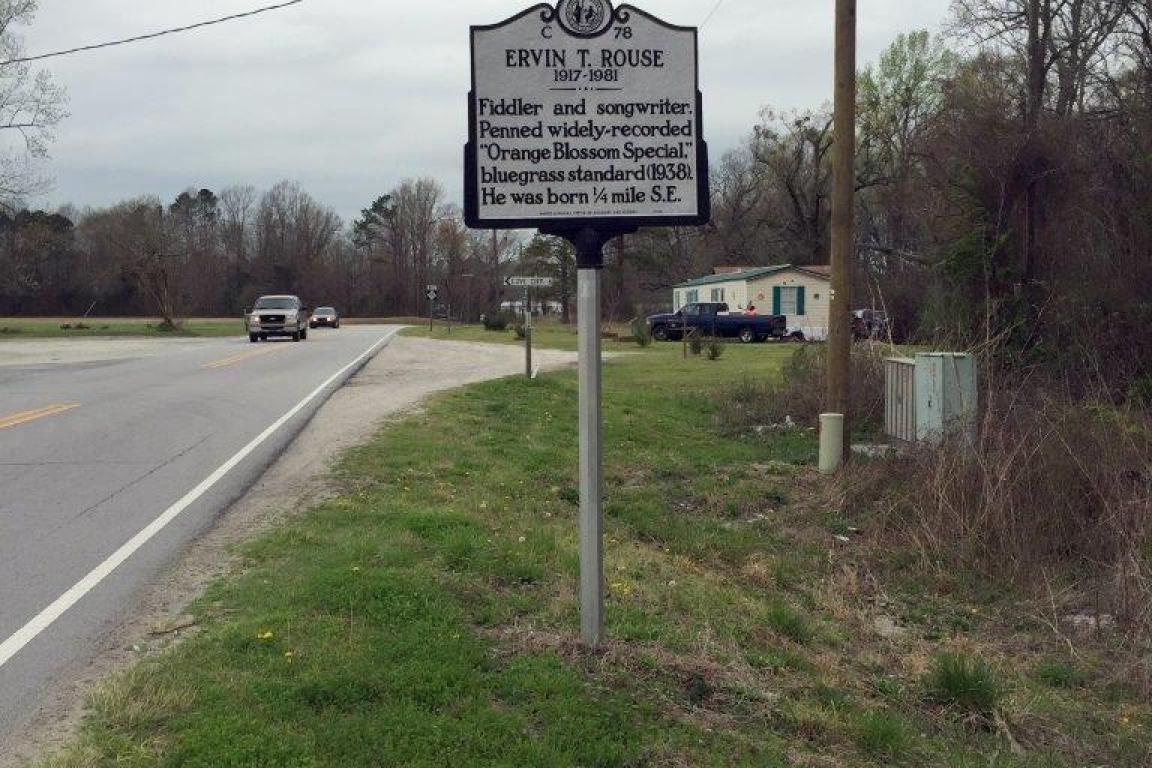 C 78
ERVIN T. ROUSE
1917-1981
Fiddler and songwriter.
Penned widely-recorded
"Orange Blossom Special,"
bluegrass standard (1938).
He was born ¼ mile S.E.